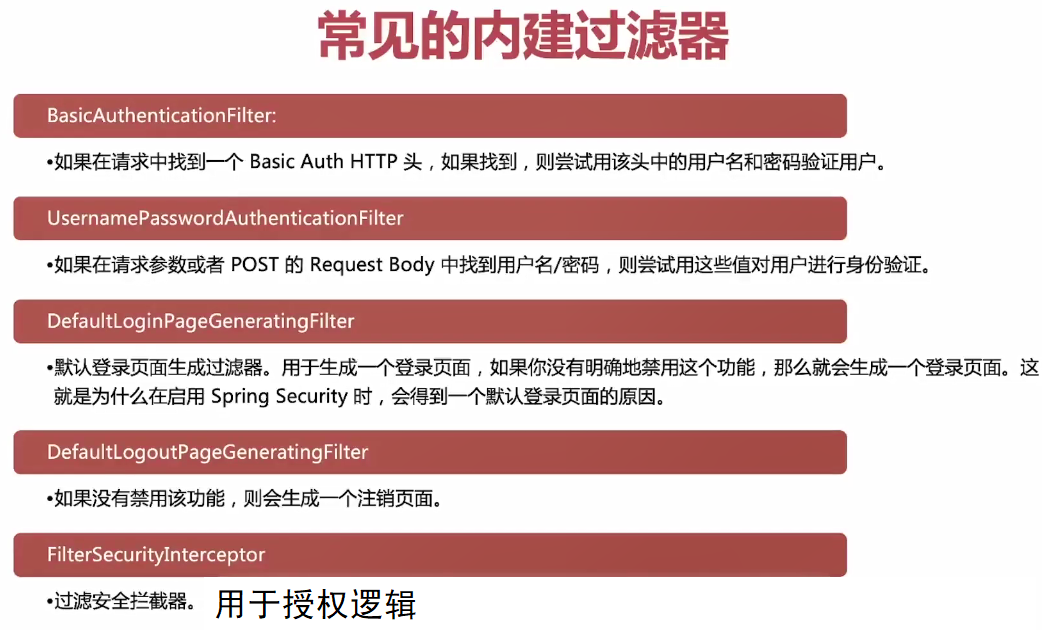 常见的内建过滤器
BasicAuthenticationFilter:
•如果在请求中找到一个 Basic Auth HTTP 头，如果找到，则尝试用该头中的用户名和密码验证用户。
UsernamePasswordAuthenticationFilter
•如果在请求参数或者 POST 的 Request Body 中找到用户名/密码，则尝试用这些值对用户进行身份验证。
DefaultLoginPageGeneratingFilter
•默认登录页面生成过滤器。用于生成一个登录页面，如果你没有明确地禁用这个功能，那么就会生成一个登录页面。这
就是为什么在启用 Spring Security 时，会得到一个默认登录页面的原因。
DefaultLogoutPageGeneratingFilter
•如果没有禁用该功能，则会生成一个注销页面。
FilterSecurityInterceptor
•过滤安全拦截器。 用于授权逻辑